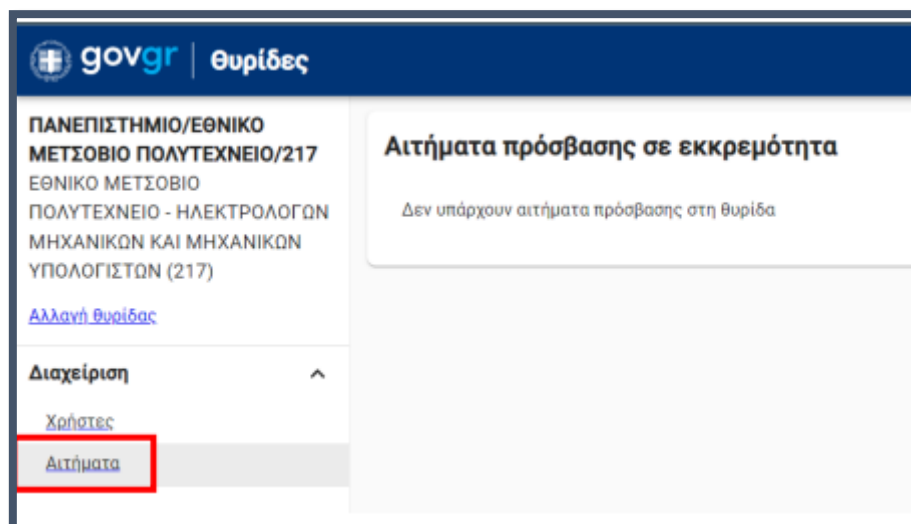 govgr | Θυρίδες
ΠΑΝΕΠΙΣΤΗΜΙΟ/ΕΘΝΙΚΟ
ΜΕΤΣΟΒΙΟ ΠΟΛΥΤΕΧΝΕΙΟ/217
ΕΘΝΙΚΟ ΜΕΤΣΟΒΙΟ
ΠΟΛΥΤΕΧΝΕΙΟ - ΗΛΕΚΤΡΟΛΟΓΩΝ
ΜΗΧΑΝΙΚΩΝ ΚΑΙ ΜΗΧΑΝΙΚΩΝ
ΥΠΟΛΟΓΙΣΤΩΝ (217)
Αλλαγή θυρίδας
Διαχείριση
Χρήστες
Αιτήματα
Αιτήματα πρόσβασης σε εκκρεμότητα
Δεν υπάρχουν αιτήματα πρόσβασης στη θυρίδα